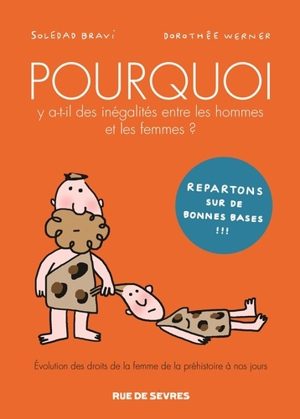 SOLEDAD BRAVI DOROTHÉE WERNER
POURQUOI
y a-t-il des inégalités entre les hommes
et les femmes ?
REPARTONS
SUR DE
BONNES BASES
!!!
Évolution des droits de la femme de la préhistoire à nos jours
RUE DE SEVRES